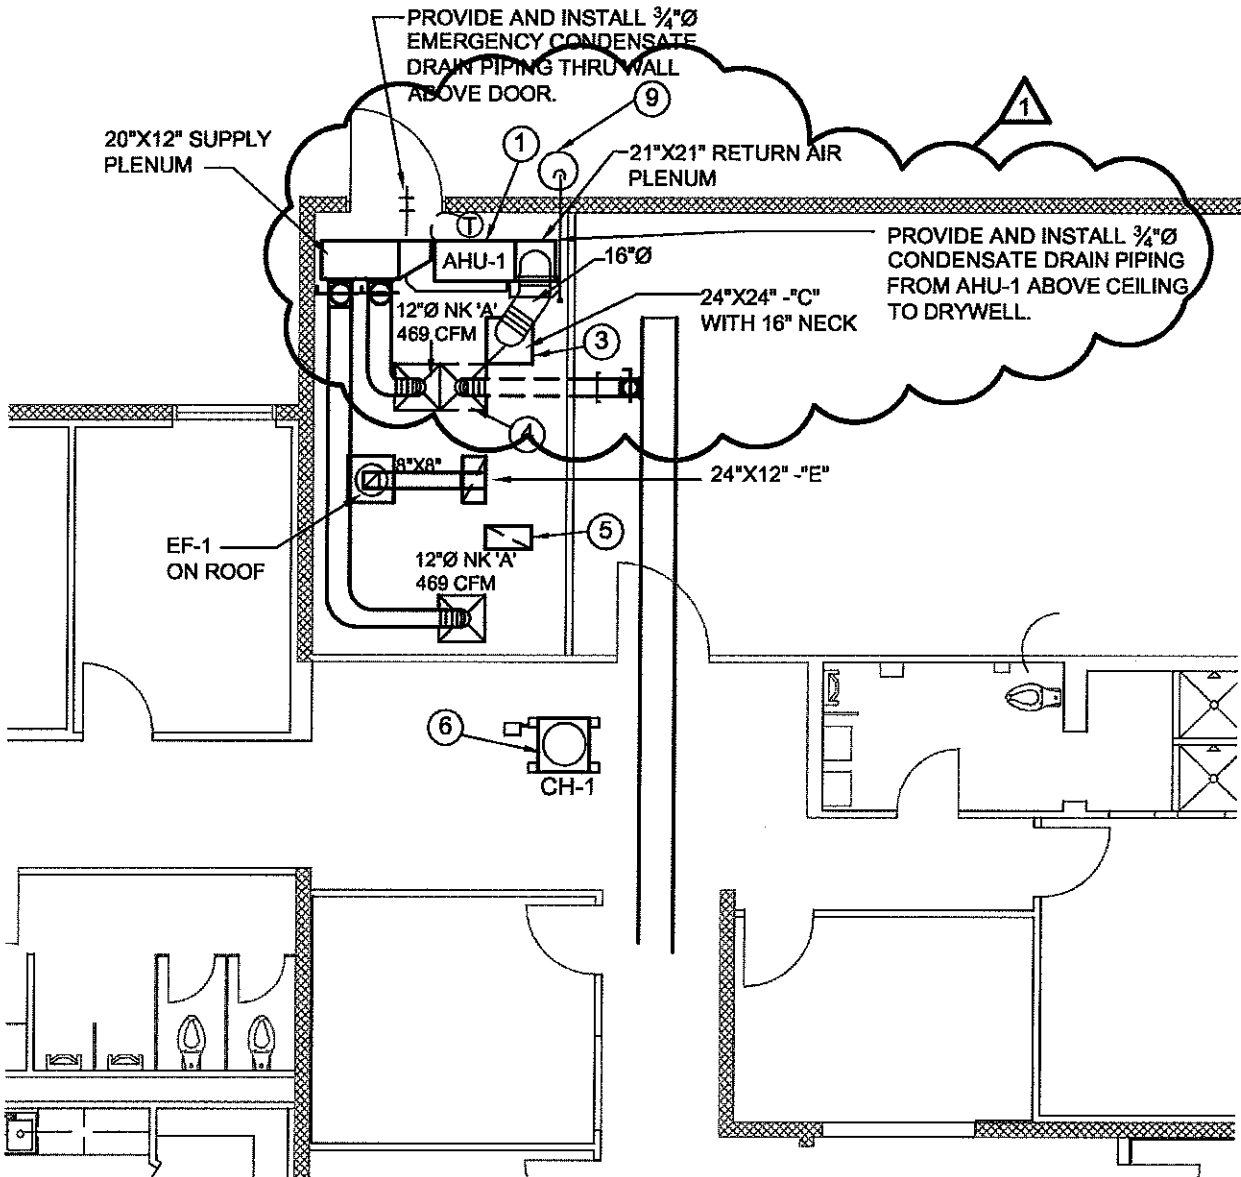 PROVIDE AND INSTALL ¾"Ø
EMERGENCY CONDENSATE
DRAIN PIPING THRU WALL
ABOVE DOOR.
9
1
20"X12" SUPPLY
PLENUM
1
21"X21" RETURN AIR
PLENUM
T
PROVIDE AND INSTALL ¾"Ø
CONDENSATE DRAIN PIPING
FROM AHU-1 ABOVE CEILING
TO DRYWELL.
AHU-1
16"Ø
24"X24" -"C"
WITH 16" NECK
12"Ø NK 'A'
469 CFM
3
4
8"X8"
24"X12" -"E"
5
EF-1
ON ROOF
12"Ø NK 'A'
469 CFM
6
CH-1